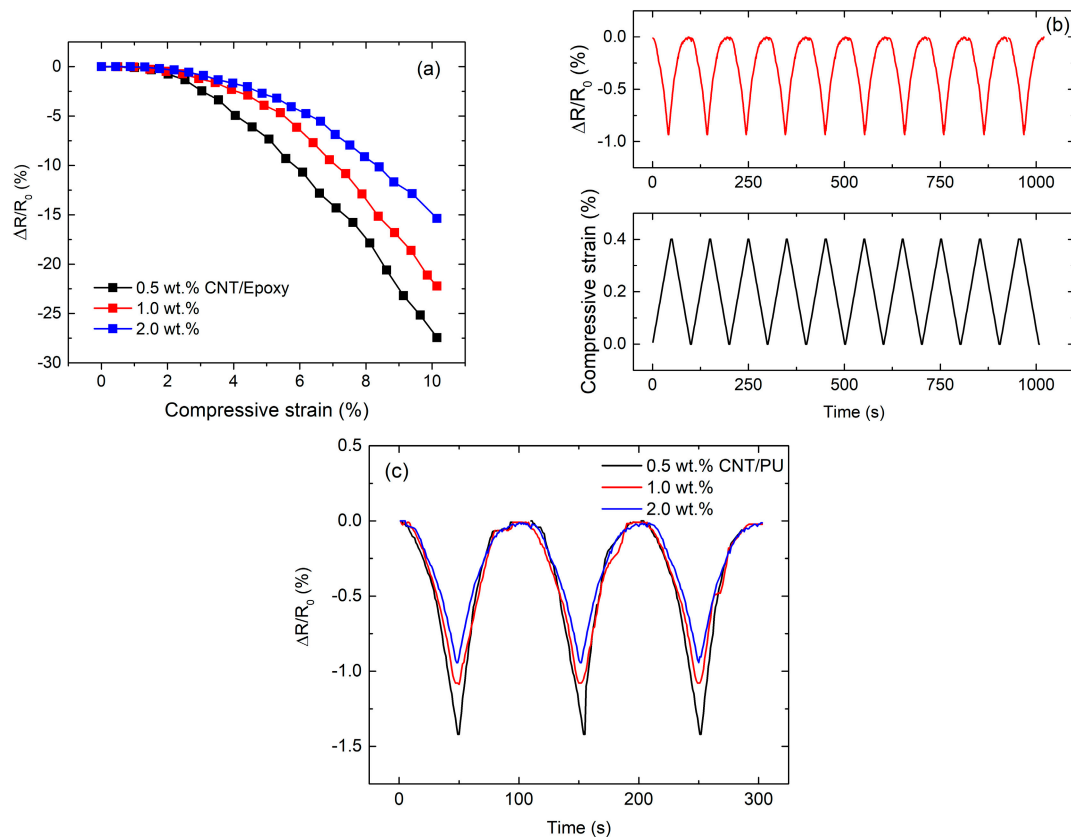 (a)
0
-5
-10
-15
-20
-25
-30
ΔR/R0 (%)
0.5 wt.% CNT/Epoxy
1.0 wt.%
2.0 wt.%
0 2 4 6 8 10
Compressive strain (%)
(b)
0.0
-0.5
-1.0
ΔR/R0 (%)
0 250 500 750 1000
0.4
0.2
0.0
Compressive strain (%)
0 250 500 750 1000
Time (s)
(c)
0.5
0.0
-0.5
-1.0
-1.5
ΔR/R0 (%)
0.5 wt.% CNT/PU
1.0 wt.%
2.0 wt.%
0 100 200 300
Time (s)